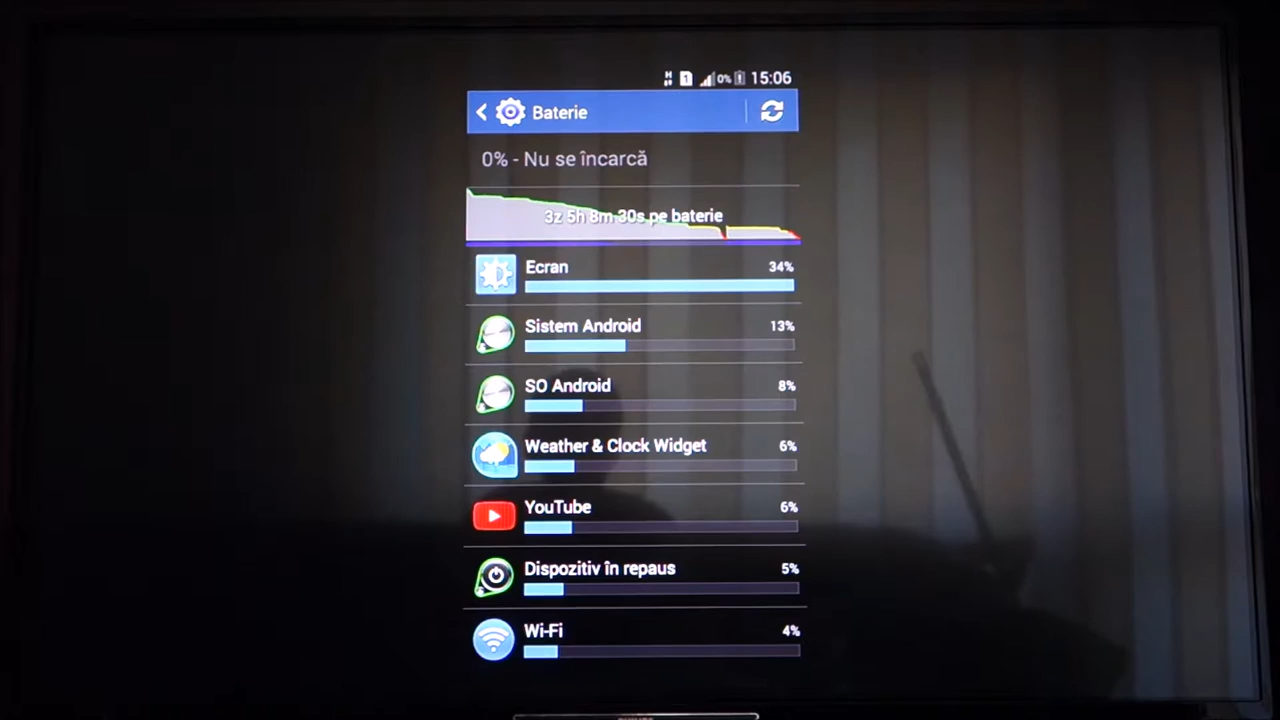 H 1 0% 15:06
Baterie
0% - Nu se încarcă
3z 5h 8m 30s pe baterie
Ecran 34%
Sistem Android 13%
SO Android 8%
Weather & Clock Widget 6%
YouTube 6%
Dispozitiv în repaus 5%
Wi-Fi 4%